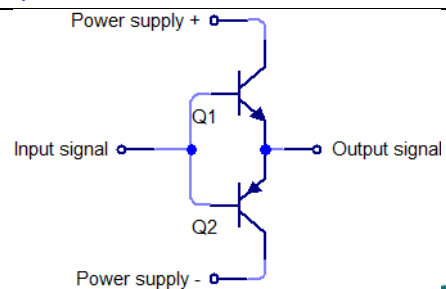 Power supply +
Q1
Input signal
Output signal
Q2
Power supply -